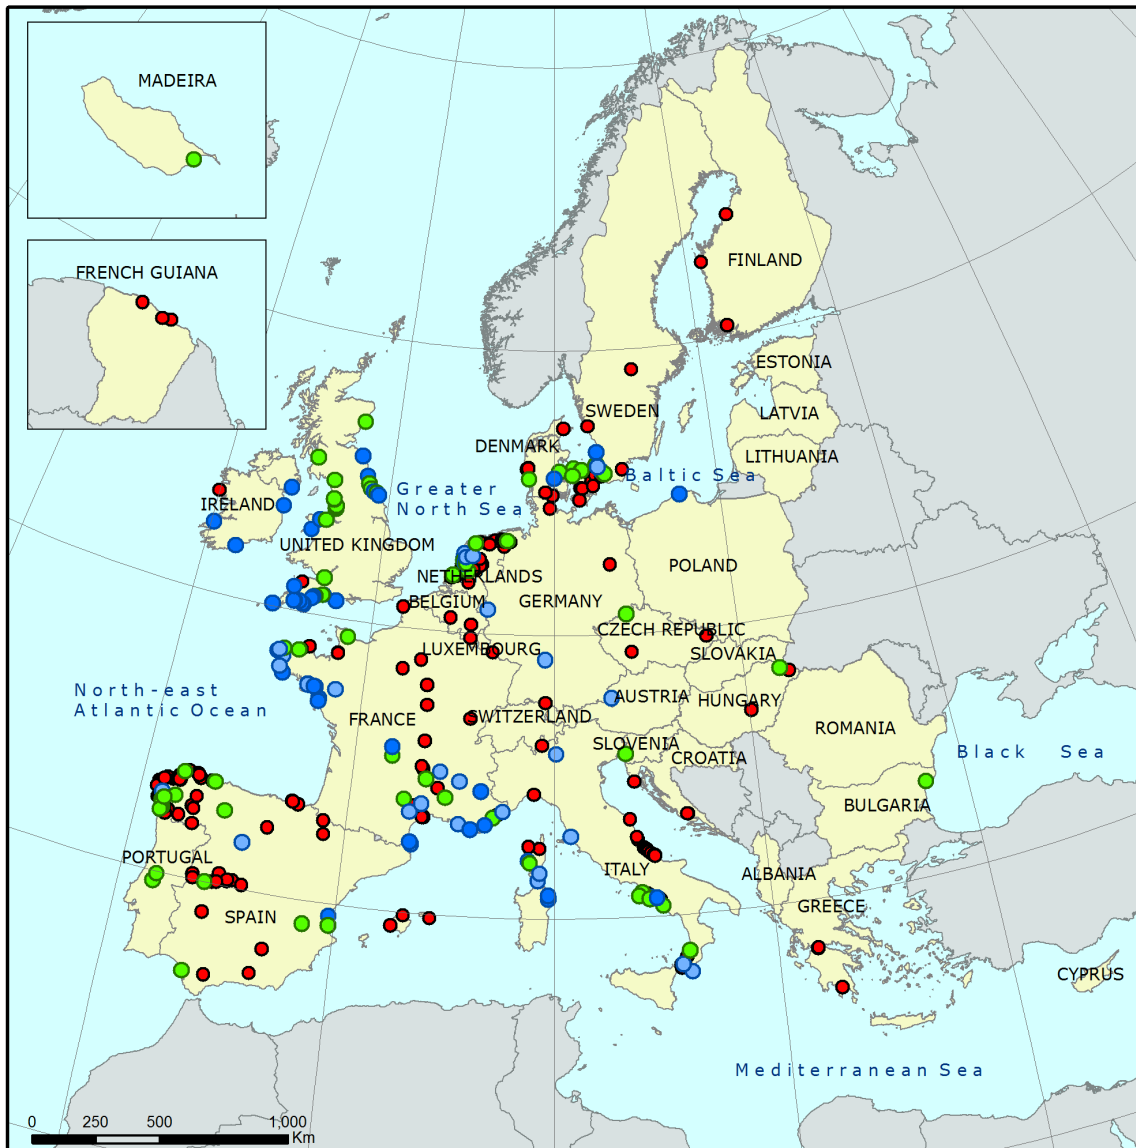 MADEIRA
FRENCH GUIANA
FINLAND
ESTONIA
SWEDEN
LATVIA
DENMARK
LITHUANIA
Baltic Sea
Greater
North Sea
IRELAND
UNITED KINGDOM
POLAND
NETHERLANDS
BELGIUM
GERMANY
CZECH REPUBLIC
LUXEMBOURG
SLOVAKIA
North-east
Atlantic Ocean
AUSTRIA
HUNGARY
FRANCE
SWITZERLAND
ROMANIA
SLOVENIA
CROATIA
Black Sea
BULGARIA
PORTUGAL
ITALY
ALBANIA
GREECE
SPAIN
CYPRUS
Mediterranean Sea
0 250 500 1,000
Km